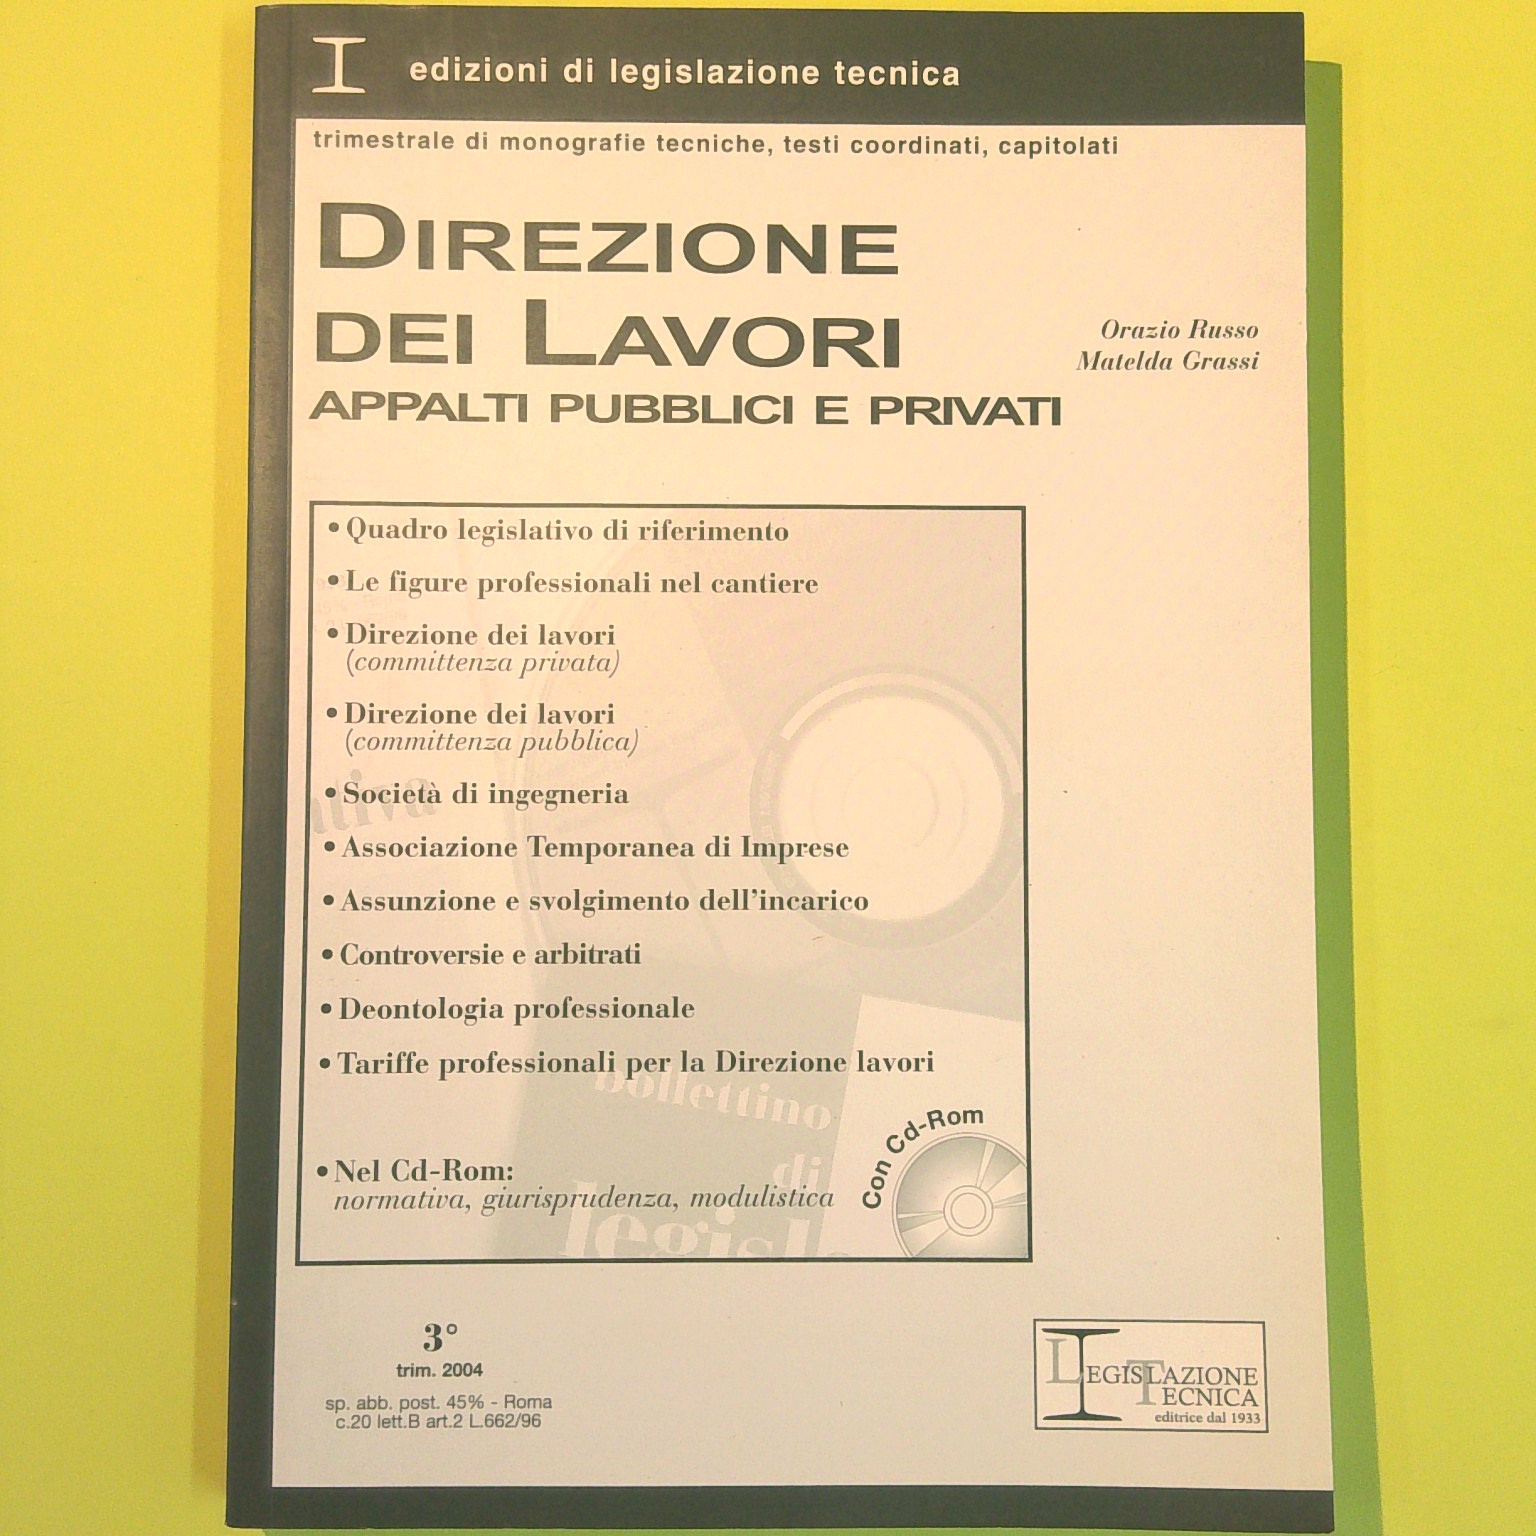 I edizioni di legislazione tecnica
trimestrale di monografie tecniche, testi coordinati, capitolati
DIREZIONE
DEI LAVORI
APPALTI PUBBLICI E PRIVATI
Orazio Russo
Matelda Grassi
• Quadro legislativo di riferimento
• Le figure professionali nel cantiere
• Direzione dei lavori
(committenza privata)
• Direzione dei lavori
(committenza pubblica)
• Società di ingegneria
• Associazione Temporanea di Imprese
• Assunzione e svolgimento dell'incarico
• Controversie e arbitrati
• Deontologia professionale
• Tariffe professionali per la Direzione lavori
bollettino
di
legisla
• Nel Cd-Rom:
normativa, giurisprudenza, modulistica
Con Cd-Rom
3°
trim. 2004
sp. abb. post. 45% - Roma
c.20 lett.B art.2 L.662/96
LEGISLAZIONE
TECNICA
editrice dal 1933